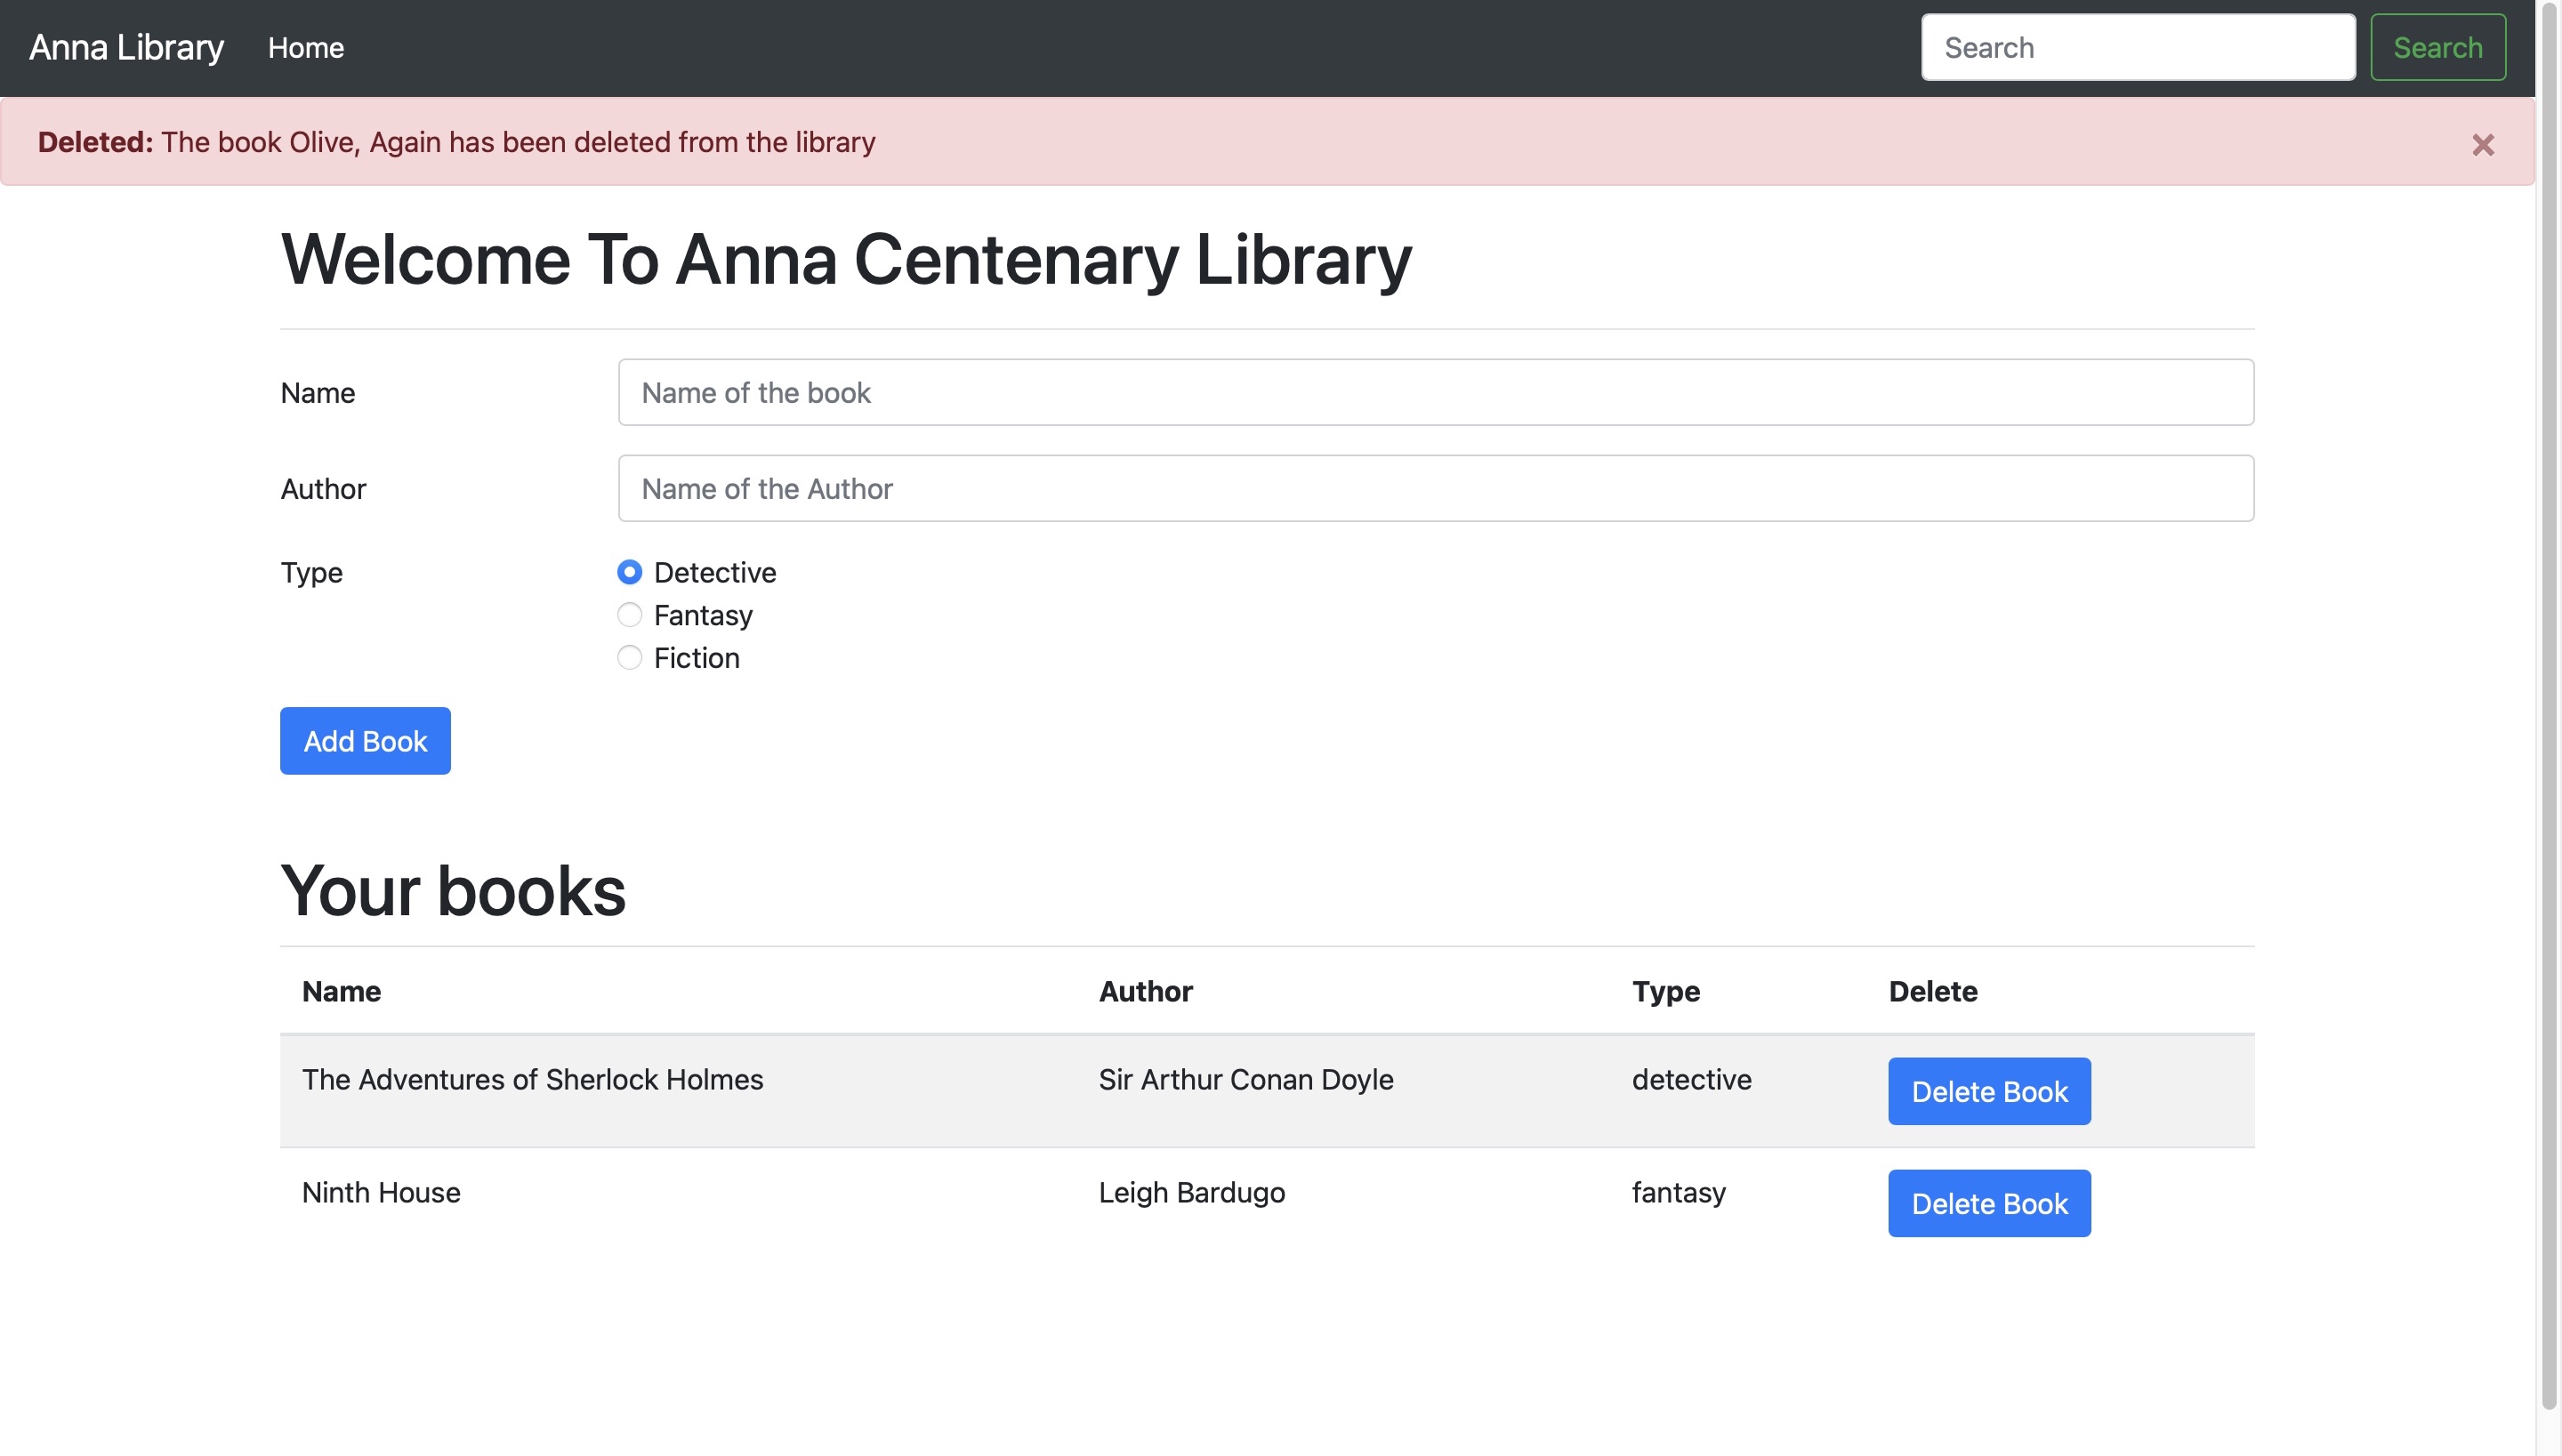 Anna Library Home Search Search
Deleted: The book Olive, Again has been deleted from the library ×
Welcome To Anna Centenary Library
Name Name of the book
Author Name of the Author
Type Detective
Fantasy
Fiction
Add Book
Your books
Name Author Type Delete
The Adventures of Sherlock Holmes Sir Arthur Conan Doyle detective Delete Book
Ninth House Leigh Bardugo fantasy Delete Book